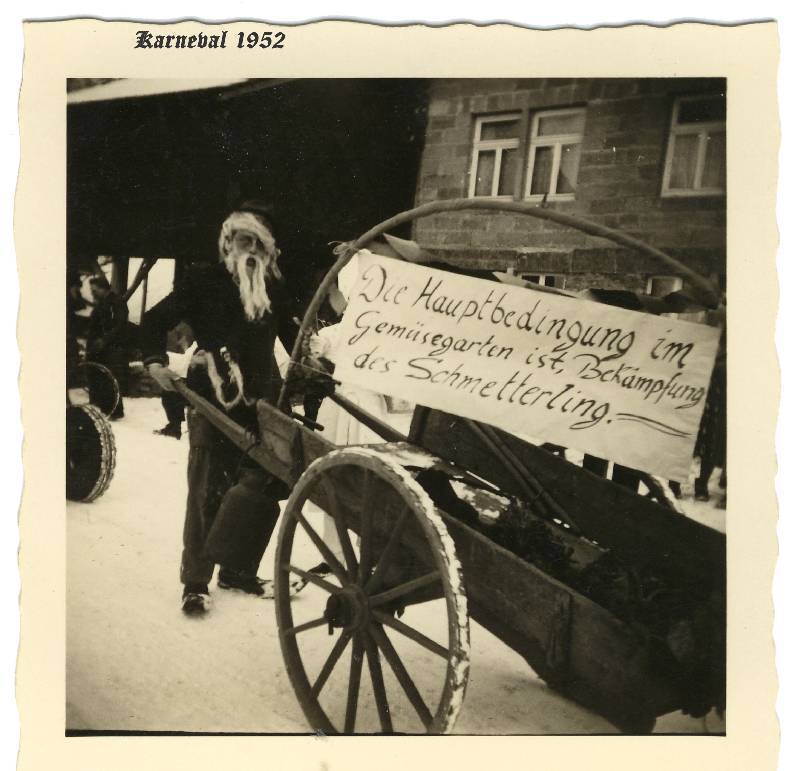 Karneval 1952
Die Hauptbedingung im
Gemüsegarten ist, Bekämpfung
des Schmetterling.